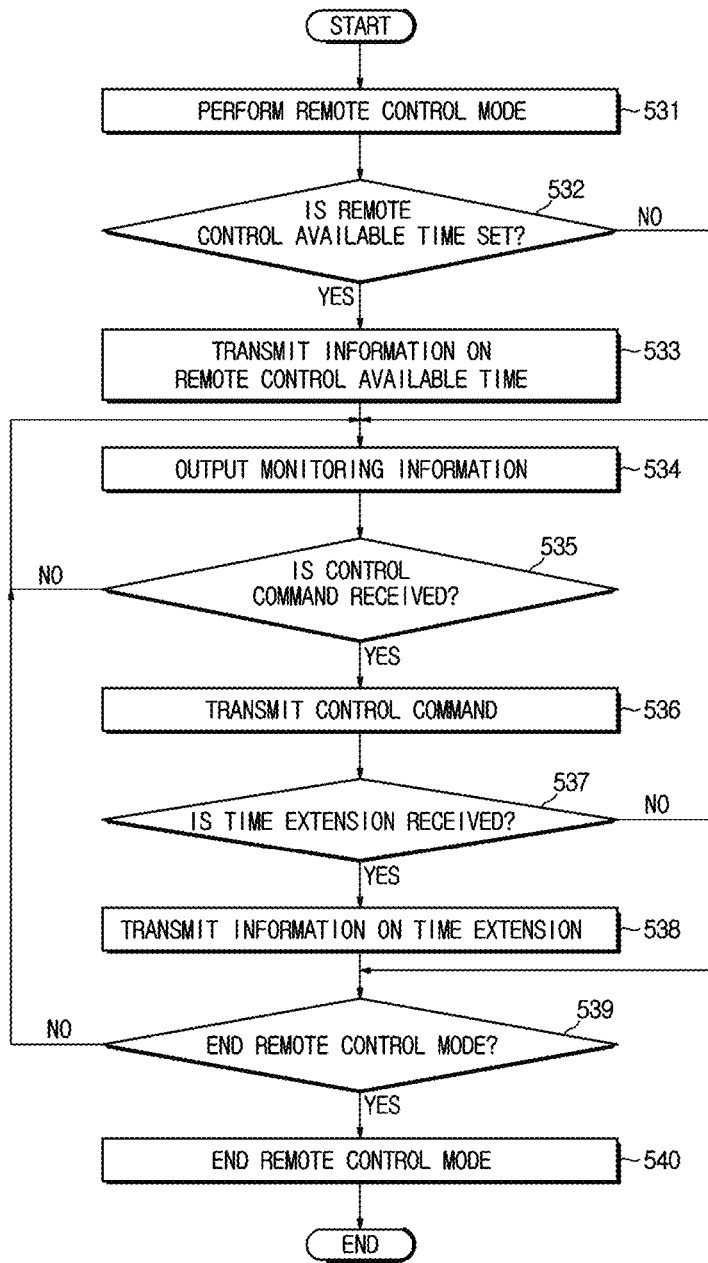 START
PERFORM REMOTE CONTROL MODE
531
IS REMOTE
CONTROL AVAILABLE TIME SET?
532
NO
YES
TRANSMIT INFORMATION ON
REMOTE CONTROL AVAILABLE TIME
533
OUTPUT MONITORING INFORMATION
534
IS CONTROL
COMMAND RECEIVED?
535
NO
YES
TRANSMIT CONTROL COMMAND
536
IS TIME EXTENSION RECEIVED?
537
NO
YES
TRANSMIT INFORMATION ON TIME EXTENSION
538
END REMOTE CONTROL MODE?
539
NO
YES
END REMOTE CONTROL MODE
540
END